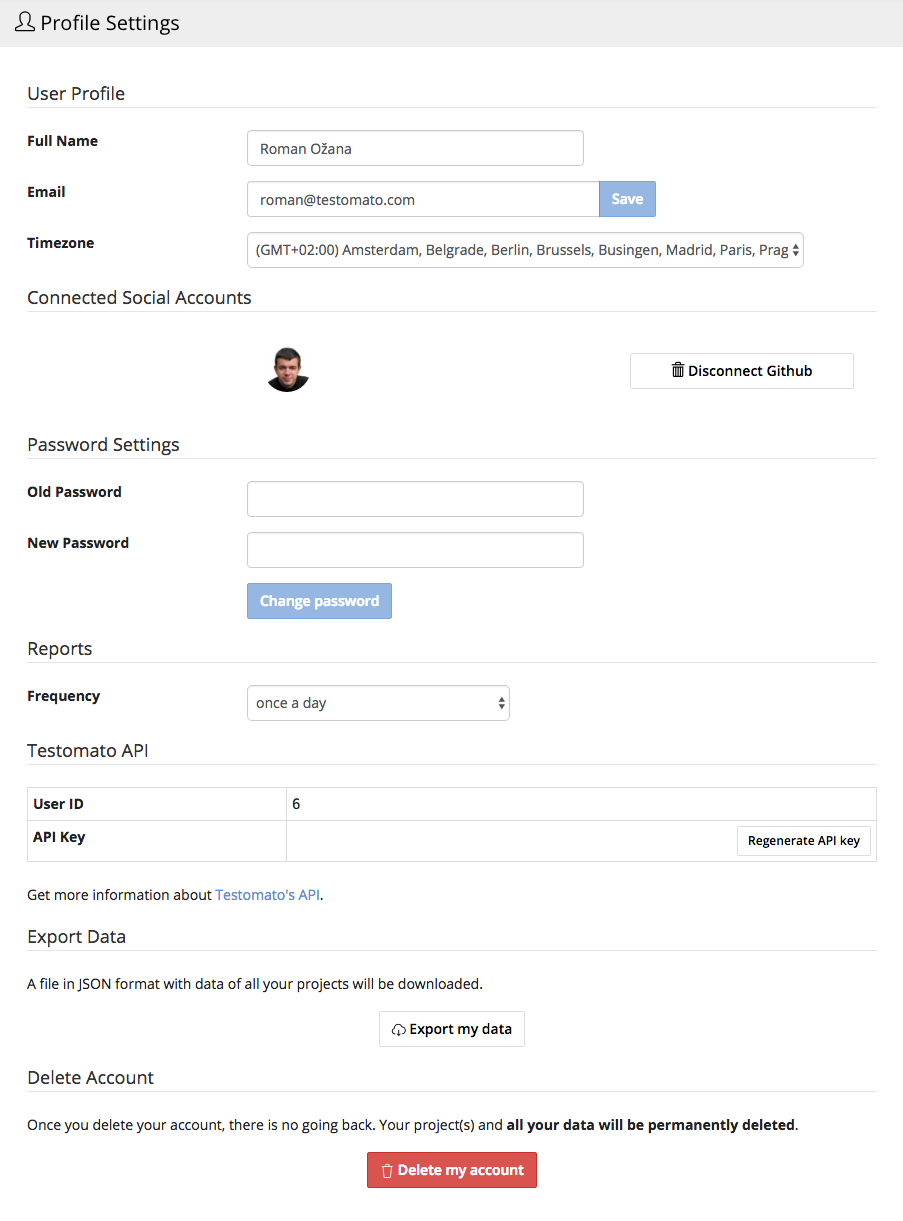 Profile Settings
User Profile
Full Name
Roman Ožana
Email
roman@testomato.com
Save
Timezone
(GMT+02:00) Amsterdam, Belgrade, Berlin, Brussels, Busingen, Madrid, Paris, Prag
Connected Social Accounts
Disconnect Github
Password Settings
Old Password
New Password
Change password
Reports
Frequency
once a day
Testomato API
User ID
6
API Key
Regenerate API key
Get more information about Testomato's API.
Export Data
A file in JSON format with data of all your projects will be downloaded.
Export my data
Delete Account
Once you delete your account, there is no going back. Your project(s) and all your data will be permanently deleted.
Delete my account